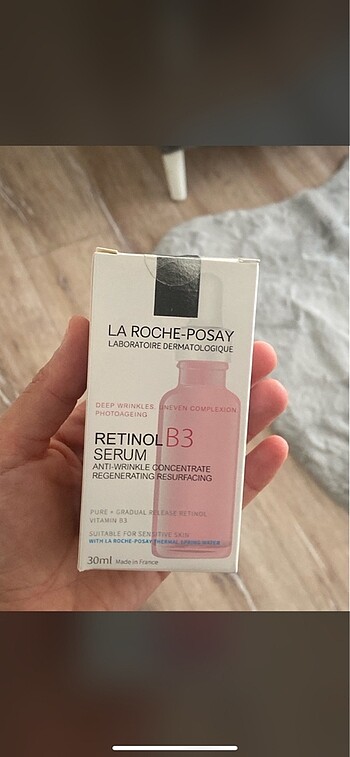 LA ROCHE-POSAY
LABORATOIRE DERMATOLOGIQUE
DEEP WRINKLES, UNEVEN COMPLEXION
PHOTOAGEING
RETINOL B3
SERUM
ANTI-WRINKLE CONCENTRATE
REGENERATING RESURFACING
PURE + GRADUAL RELEASE RETINOL
VITAMIN B3
SUITABLE FOR SENSITIVE SKIN
WITH LA ROCHE-POSAY THERMAL SPRING WATER
30ml Made in France